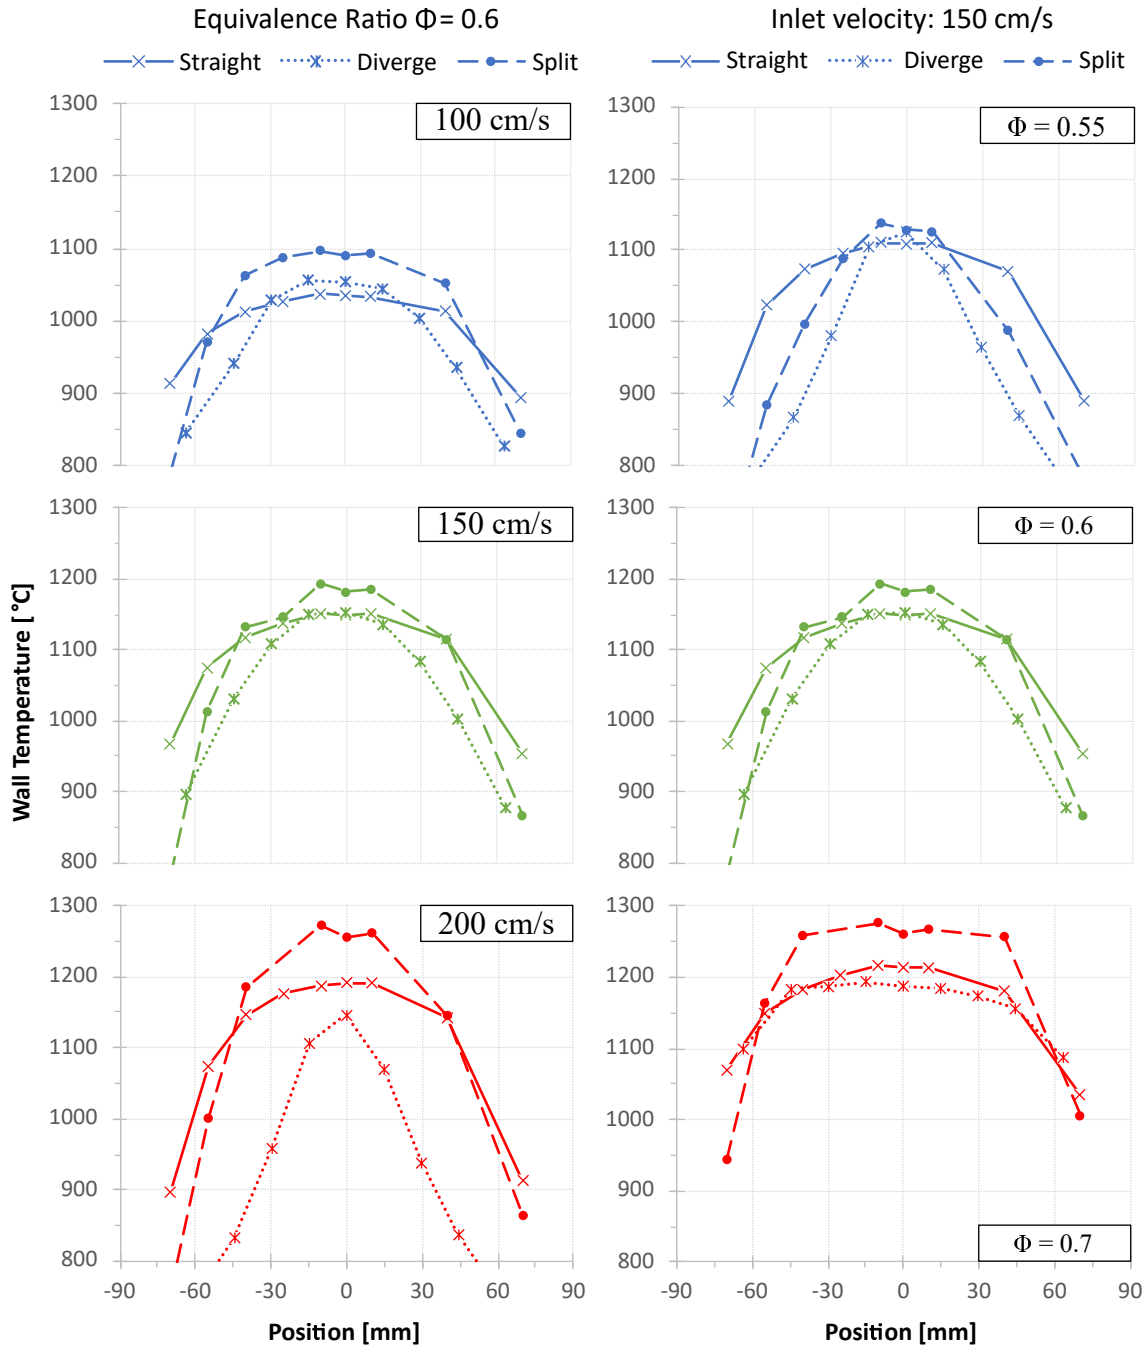 Equivalence Ratio Φ= 0.6
Inlet velocity: 150 cm/s
Straight Diverge Split
Straight Diverge Split
1300
1200
1100
1000
900
800
100 cm/s
1300
1200
1100
1000
900
800
Φ = 0.55
Wall Temperature [°C]
1300
1200
1100
1000
900
800
150 cm/s
1300
1200
1100
1000
900
800
Φ = 0.6
1300
1200
1100
1000
900
800
200 cm/s
-90 -60 -30 0 30 60 90
Position [mm]
1300
1200
1100
1000
900
800
Φ = 0.7
-90 -60 -30 0 30 60 90
Position [mm]